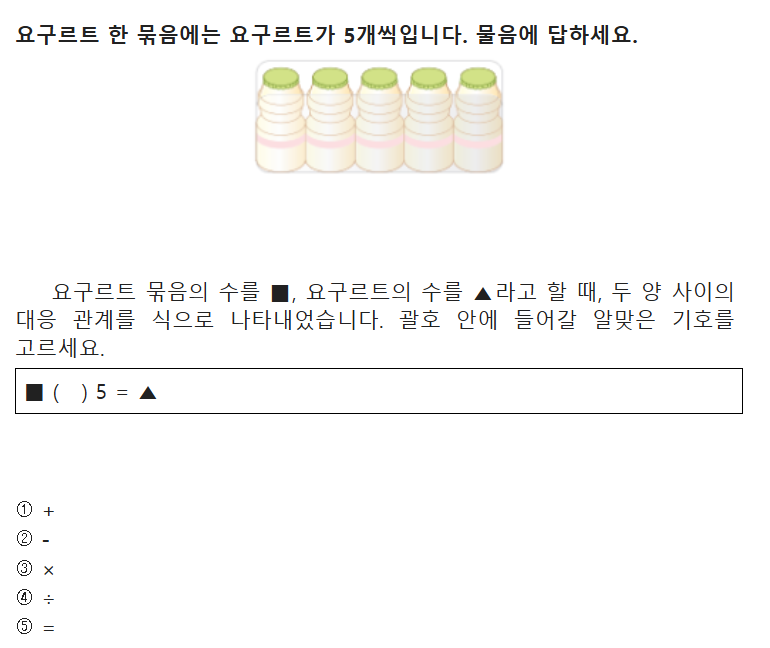 요구르트 한 묶음에는 요구르트가 5개씩입니다. 물음에 답하세요.
요구르트 묶음의 수를 ■, 요구르트의 수를 ▲라고 할 때, 두 양 사이의
대응 관계를 식으로 나타내었습니다. 괄호 안에 들어갈 알맞은 기호를
고르세요.
■ (   ) 5 = ▲
① +
② -
③ ×
④ ÷
⑤ =